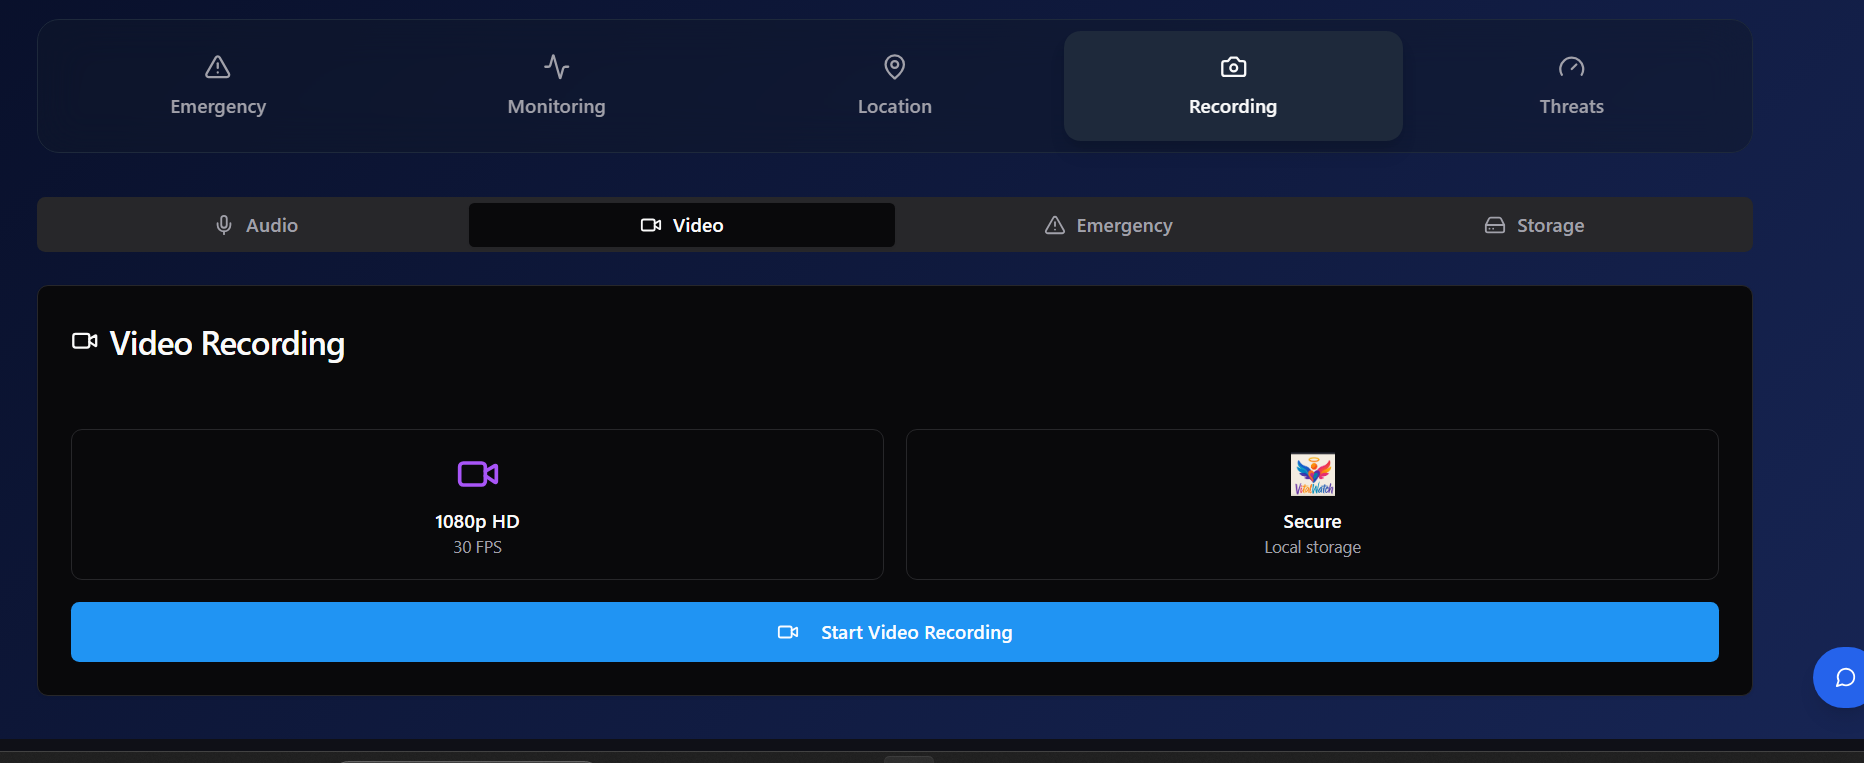 Emergency
Monitoring
Location
Recording
Threats
Audio
Video
Emergency
Storage
Video Recording
1080p HD
30 FPS
VitalWatch
Secure
Local storage
Start Video Recording